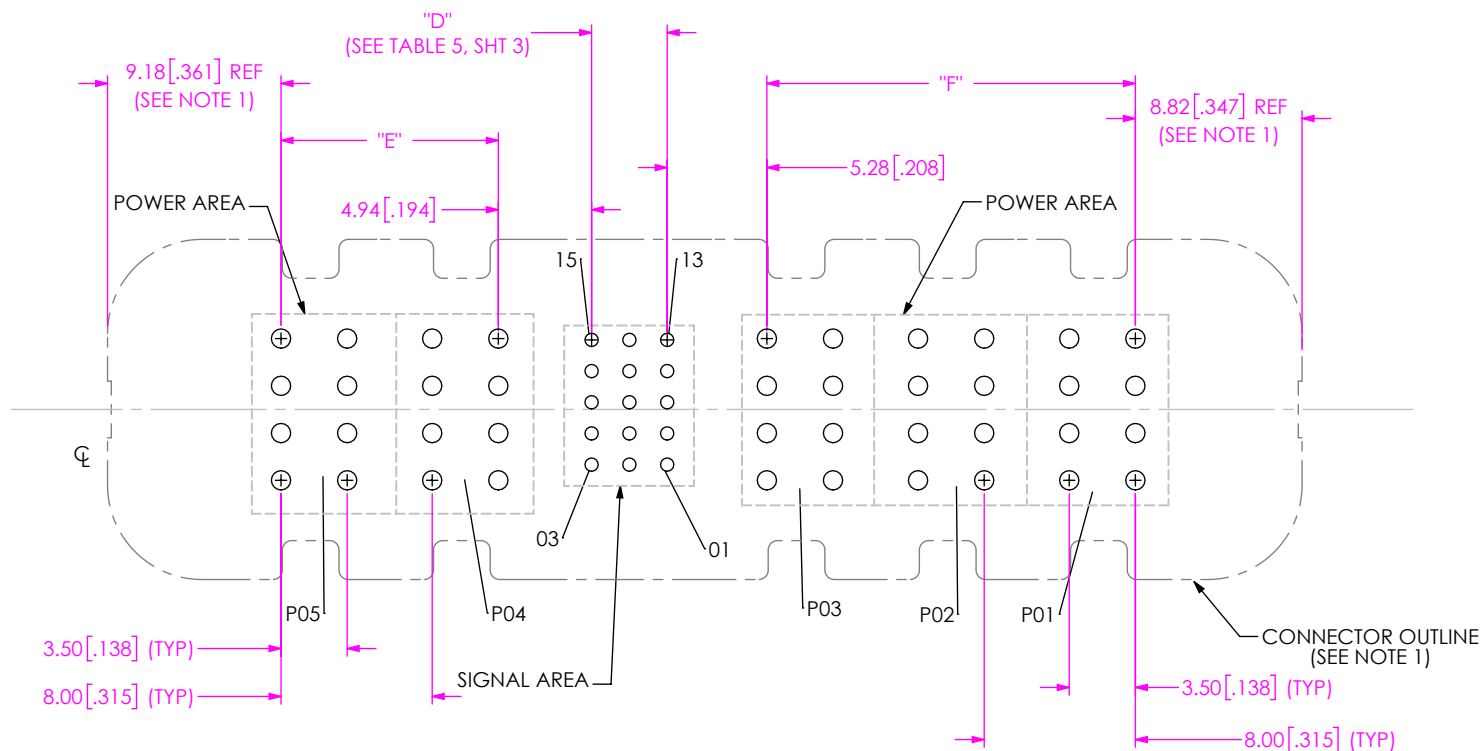 "D"
(SEE TABLE 5, SHT 3)
9.18[.361] REF
(SEE NOTE 1)
"F"
8.82[.347] REF
(SEE NOTE 1)
"E"
5.28[.208]
POWER AREA
4.94[.194]
POWER AREA
15
13
℄
03
01
P05
P04
P03
P02
P01
3.50[.138] (TYP)
SIGNAL AREA
CONNECTOR OUTLINE
(SEE NOTE 1)
8.00[.315] (TYP)
3.50[.138] (TYP)
8.00[.315] (TYP)